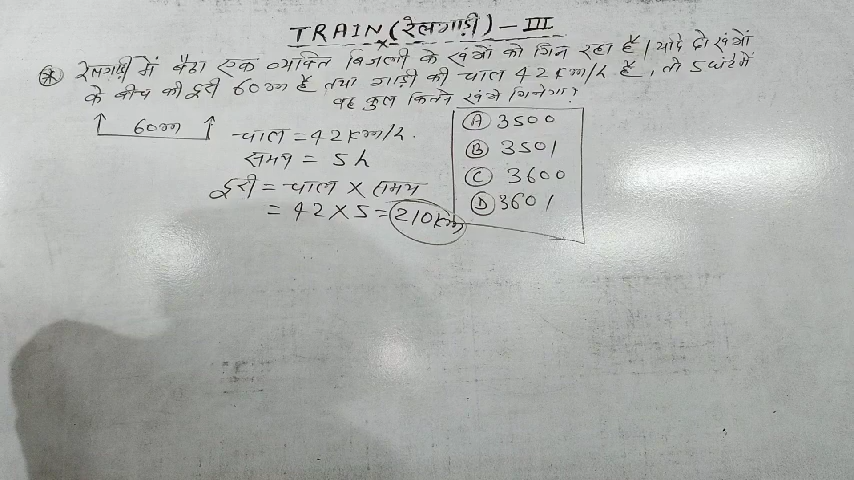 TRAIN (रेलगाड़ी) - III
* रेलगाड़ी में बैठा एक व्यक्ति बिजली के खंभों को गिन रहा है। यदि दो खंभों
के बीच की दूरी 60m है तथा गाड़ी की चाल 42 km/h है, तो 5 घंटे में
वह कुल कितने खंभे गिनेगा?
60m
चाल = 42 km/h.
समय = 5h
दूरी = चाल × समय
= 42 × 5 = 210 km
A 3500
B 3501
C 3600
D 3601